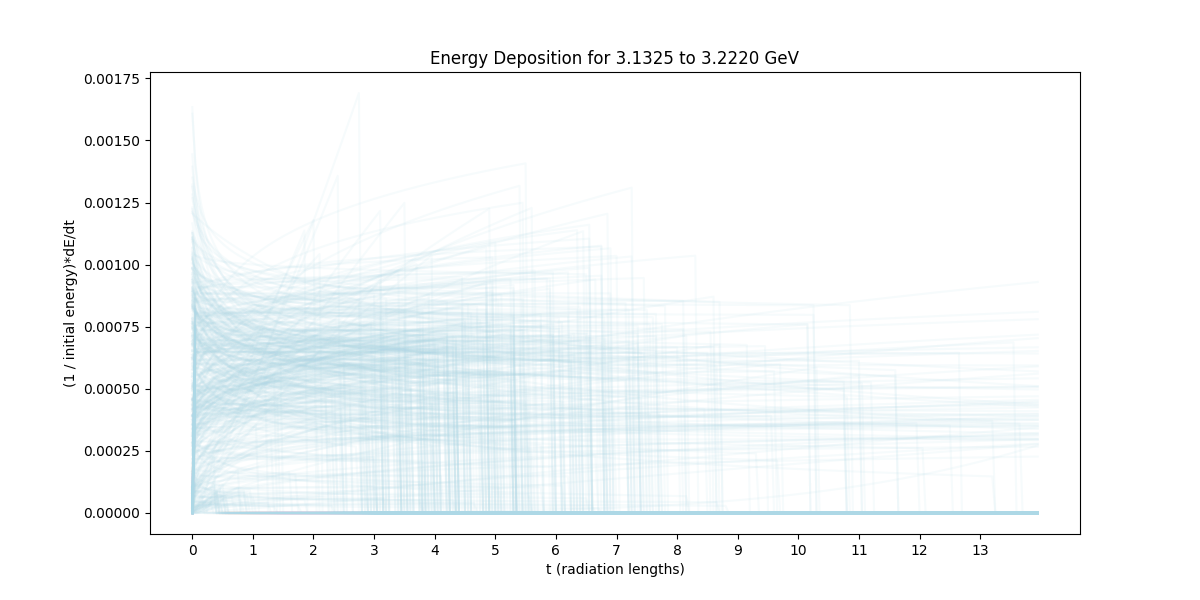 Energy Deposition for 3.1325 to 3.2220 GeV
0.00175
0.00150
0.00125
0.00100
0.00075
0.00050
0.00025
0.00000
(1 / initial energy)*dE/dt
0 1 2 3 4 5 6 7 8 9 10 11 12 13
t (radiation lengths)